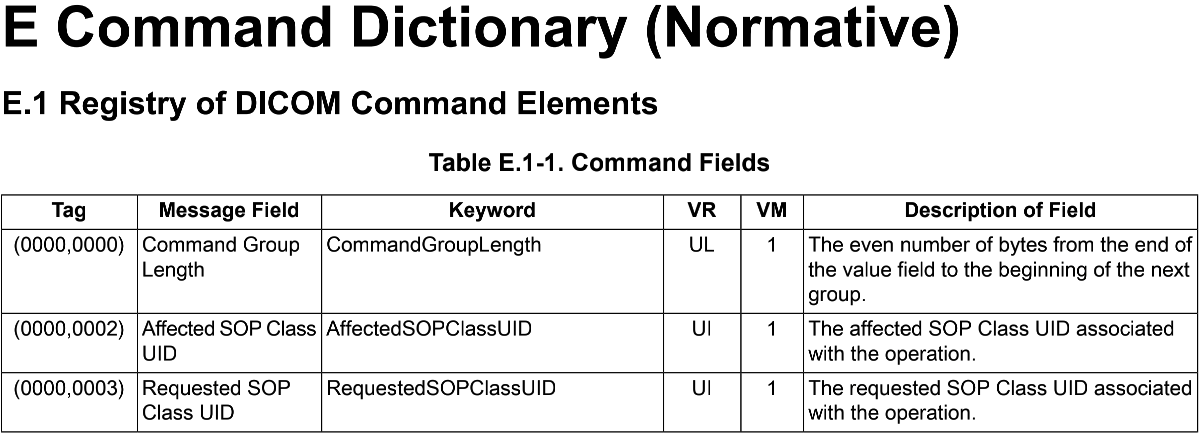 E Command Dictionary (Normative)
E.1 Registry of DICOM Command Elements
Table E.1-1. Command Fields
Tag Message Field Keyword VR VM Description of Field
(0000,0000) Command Group CommandGroupLength UL 1 The even number of bytes from the end of
Length the value field to the beginning of the next
group.
(0000,0002) Affected SOP Class AffectedSOPClassUID UI 1 The affected SOP Class UID associated
UID with the operation.
(0000,0003) Requested SOP RequestedSOPClassUID UI 1 The requested SOP Class UID associated
Class UID with the operation.